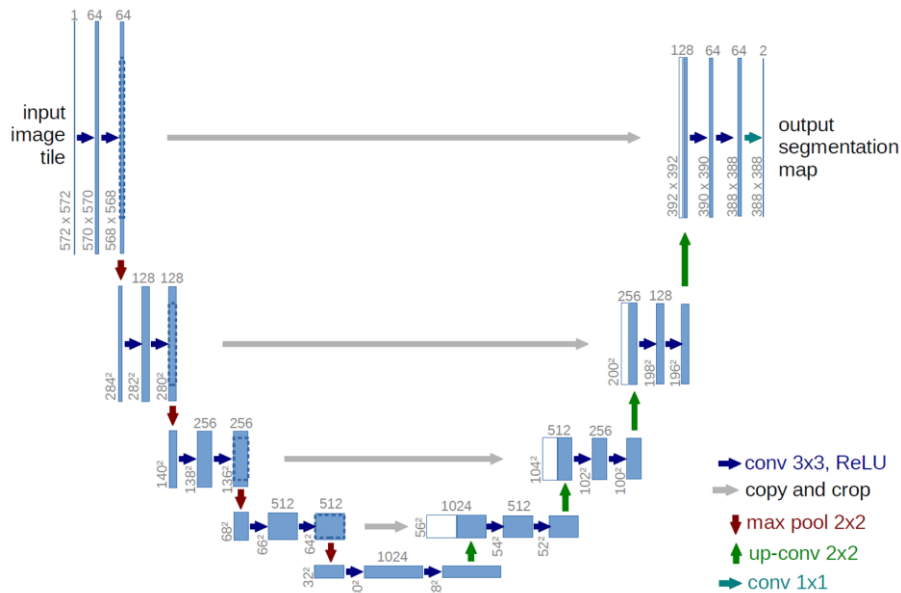 1 64 64
input
image
tile
572 x 572
570 x 570
568 x 568
128 64 64 2
output
segmentation
map
392 x 392
390 x 390
388 x 388
388 x 388
128 128
284²
282²
280²
256 128
200²
198²
196²
256 256
140²
138²
136²
512 256
104²
102²
100²
512 512
68²
66²
64²
1024 512
56²
54²
52²
1024
32²
0²
8²
conv 3x3, ReLU
copy and crop
max pool 2x2
up-conv 2x2
conv 1x1